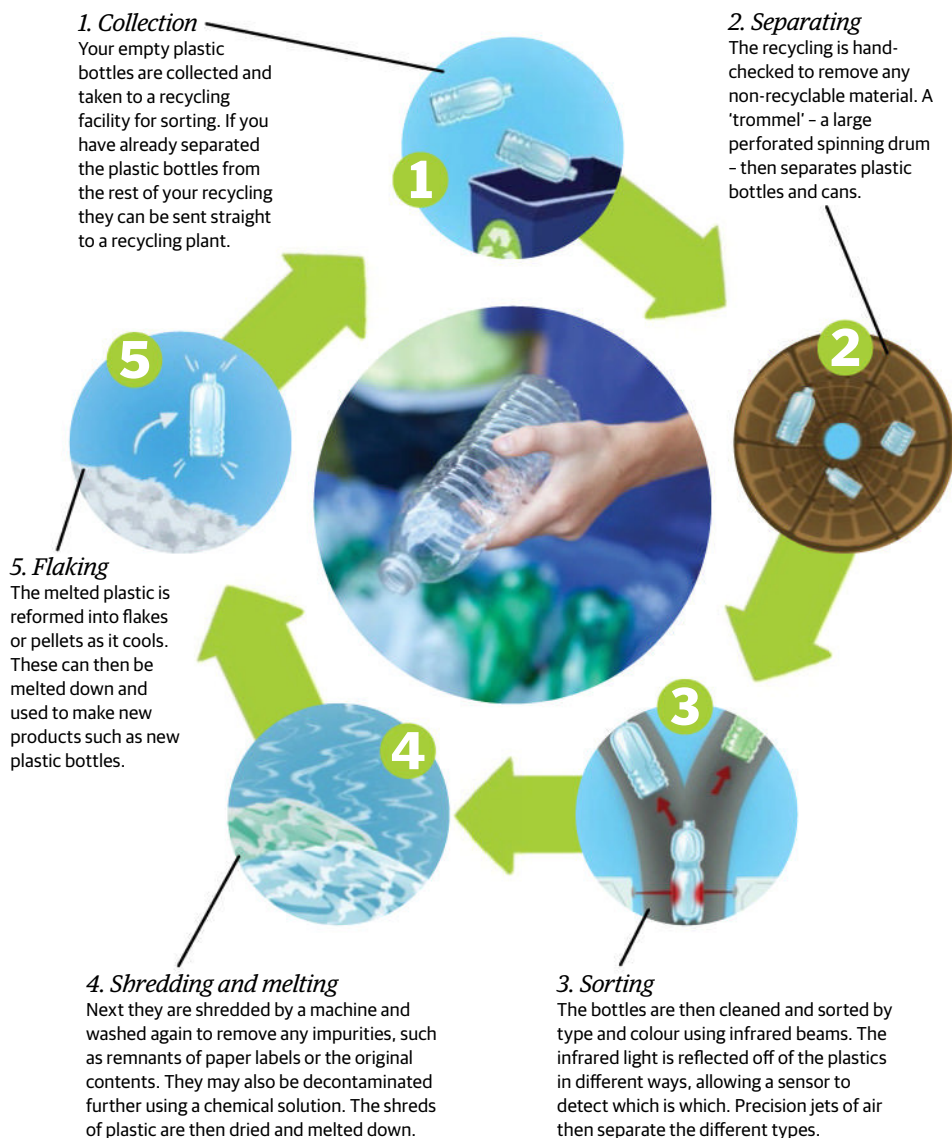 1. Collection
Your empty plastic
bottles are collected and
taken to a recycling
facility for sorting. If you
have already separated
the plastic bottles from
the rest of your recycling
they can be sent straight
to a recycling plant.
1
2. Separating
The recycling is hand-
checked to remove any
non-recyclable material. A
‘trommel’ – a large
perforated spinning drum
– then separates plastic
bottles and cans.
2
3
3. Sorting
The bottles are then cleaned and sorted by
type and colour using infrared beams. The
infrared light is reflected off of the plastics
in different ways, allowing a sensor to
detect which is which. Precision jets of air
then separate the different types.
4
4. Shredding and melting
Next they are shredded by a machine and
washed again to remove any impurities, such
as remnants of paper labels or the original
contents. They may also be decontaminated
further using a chemical solution. The shreds
of plastic are then dried and melted down.
5
5. Flaking
The melted plastic is
reformed into flakes
or pellets as it cools.
These can then be
melted down and
used to make new
products such as new
plastic bottles.